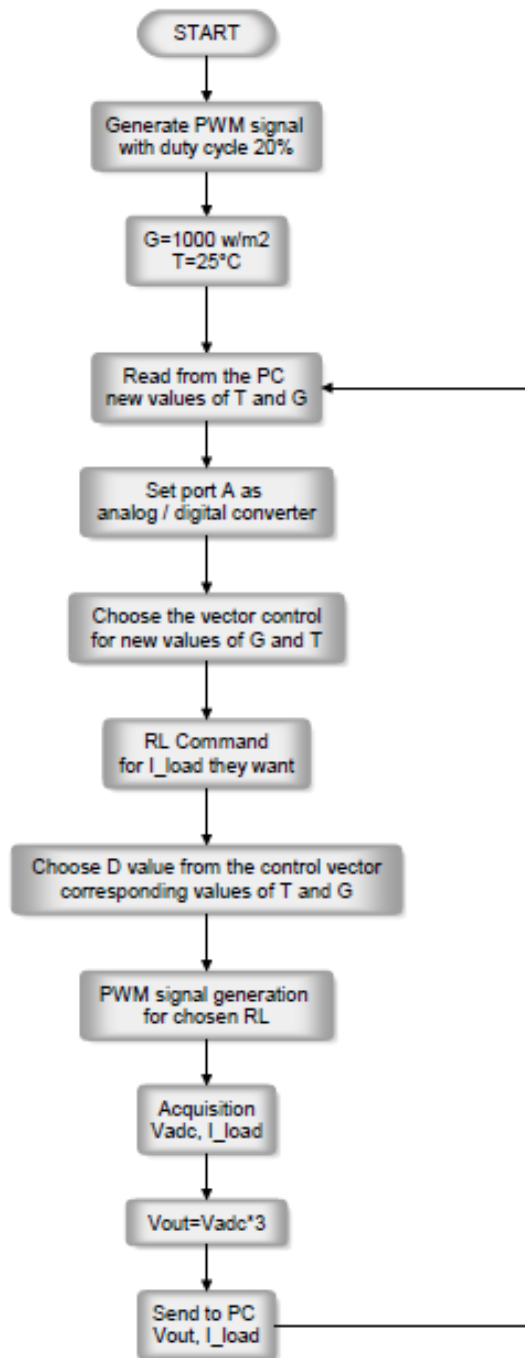 START
Generate PWM signal
with duty cycle 20%
G=1000 w/m2
T=25°C
Read from the PC
new values of T and G
Set port A as
analog / digital converter
Choose the vector control
for new values of G and T
RL Command
for I_load they want
Choose D value from the control vector
corresponding values of T and G
PWM signal generation
for chosen RL
Acquisition
Vadc, I_load
Vout=Vadc*3
Send to PC
Vout, I_load